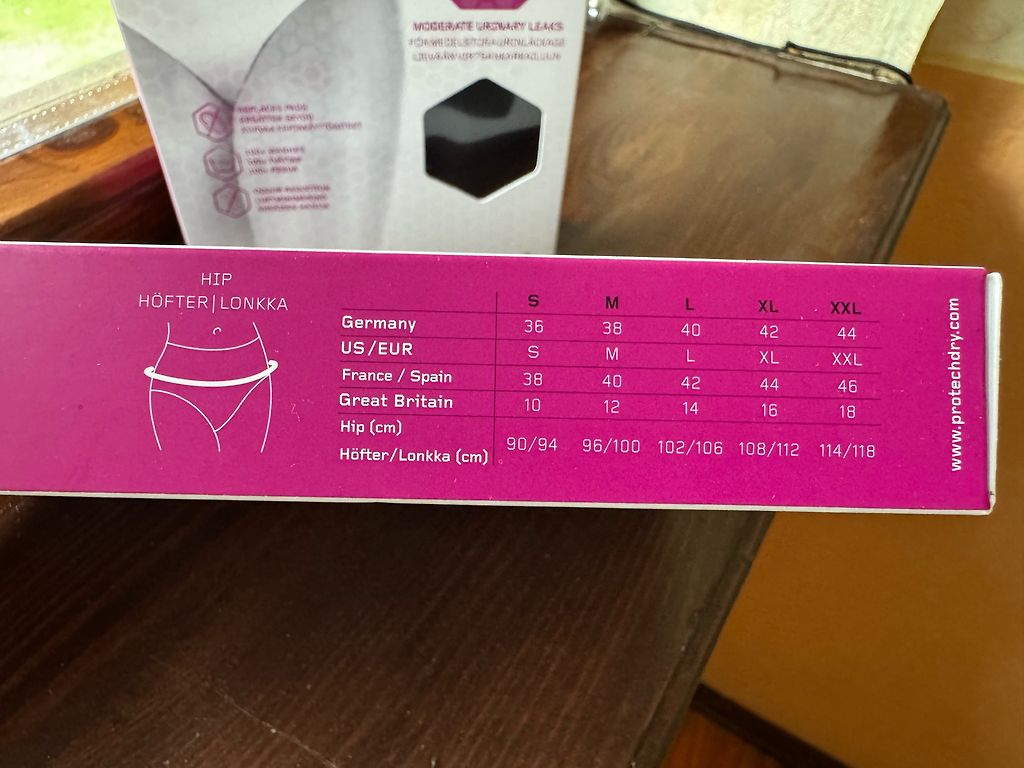 MODERATE URINARY LEAKS
HIP
HÖFTER|LONKKA
S M L XL XXL
Germany 36 38 40 42 44
US/EUR S M L XL XXL
France / Spain 38 40 42 44 46
Great Britain 10 12 14 16 18
Hip (cm)
Höfter/Lonkka (cm) 90/94 96/100 102/106 108/112 114/118
www.protechdry.com